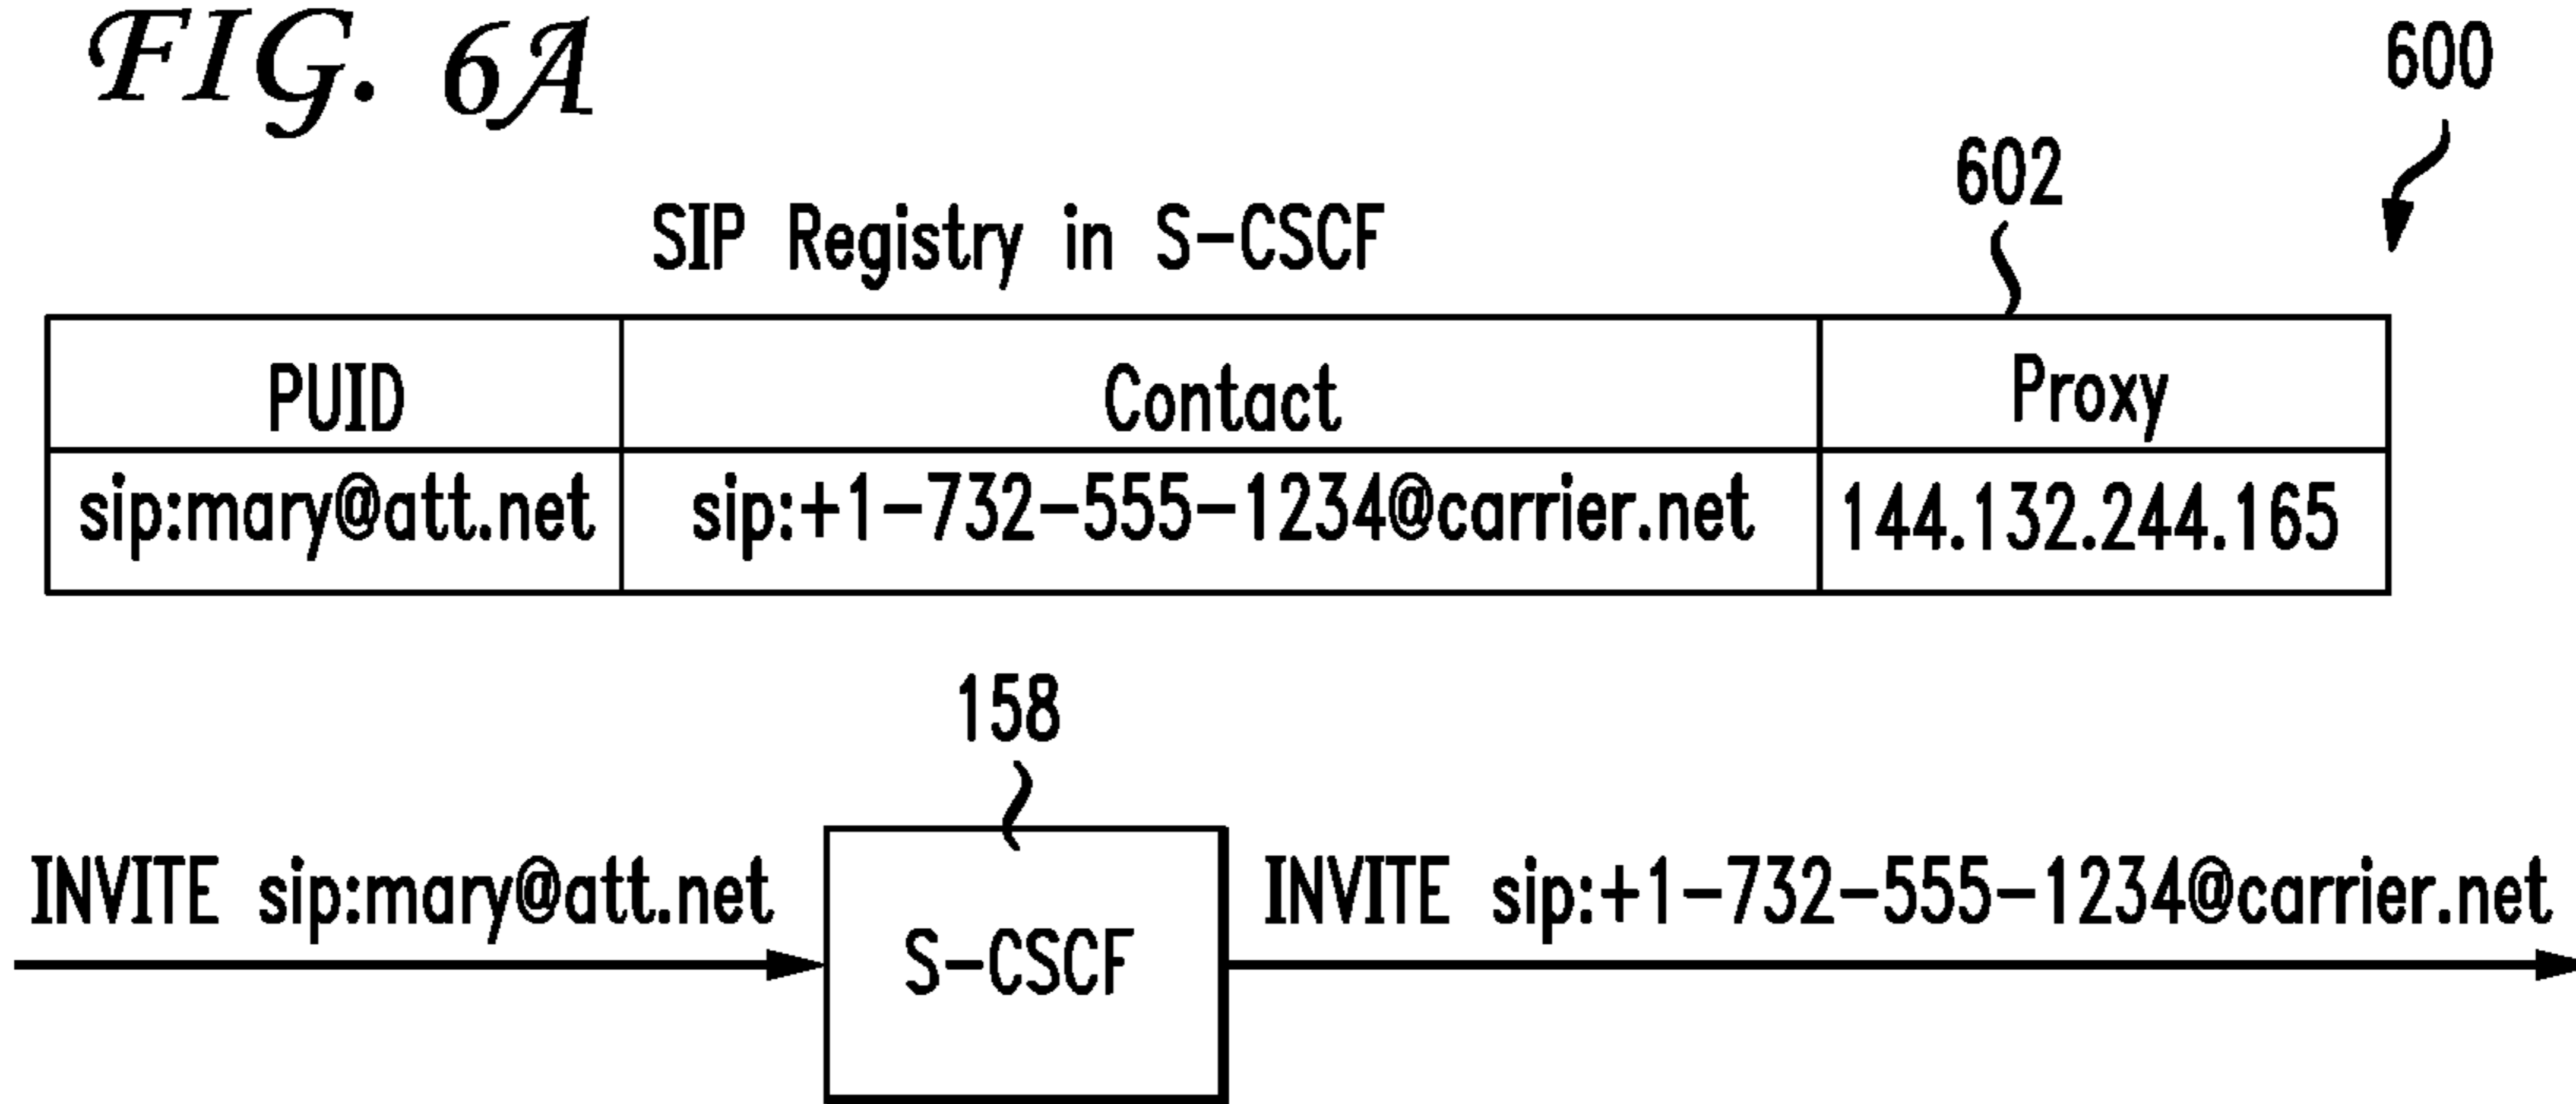 FIG. 6A
600
602
SIP Registry in S-CSCF
PUID Contact Proxy
sip:mary@att.net sip:+1-732-555-1234@carrier.net 144.132.244.165
158
INVITE sip:mary@att.net INVITE sip:+1-732-555-1234@carrier.net
S-CSCF